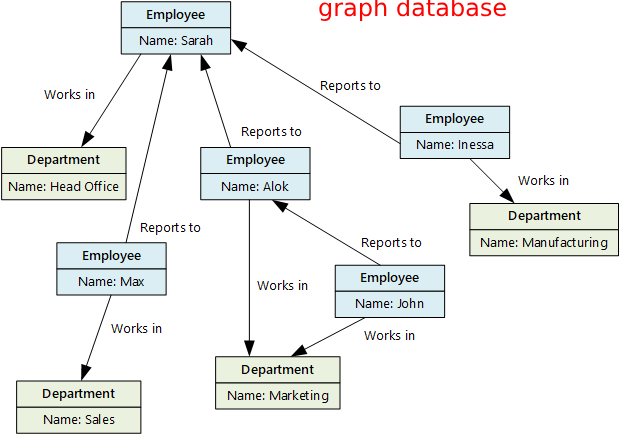 graph database
Employee
Name: Sarah
Works in
Reports to
Employee
Name: Inessa
Reports to
Department
Name: Head Office
Employee
Name: Alok
Works in
Department
Name: Manufacturing
Reports to
Employee
Name: Max
Reports to
Employee
Name: John
Works in
Works in
Works in
Department
Name: Marketing
Department
Name: Sales